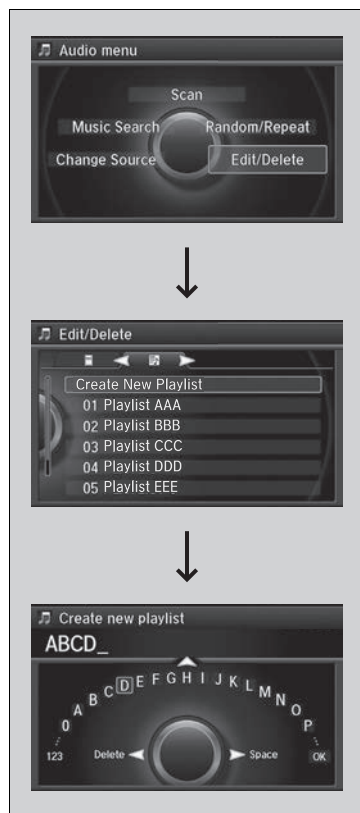 Audio menu
Scan
Music Search Random/Repeat
Change Source Edit/Delete
Edit/Delete
Create New Playlist
01 Playlist AAA
02 Playlist BBB
03 Playlist CCC
04 Playlist DDD
05 Playlist EEE
Create new playlist
ABCD_
123 0 A B C D E F G H I J K L M N O P OK
Delete Space